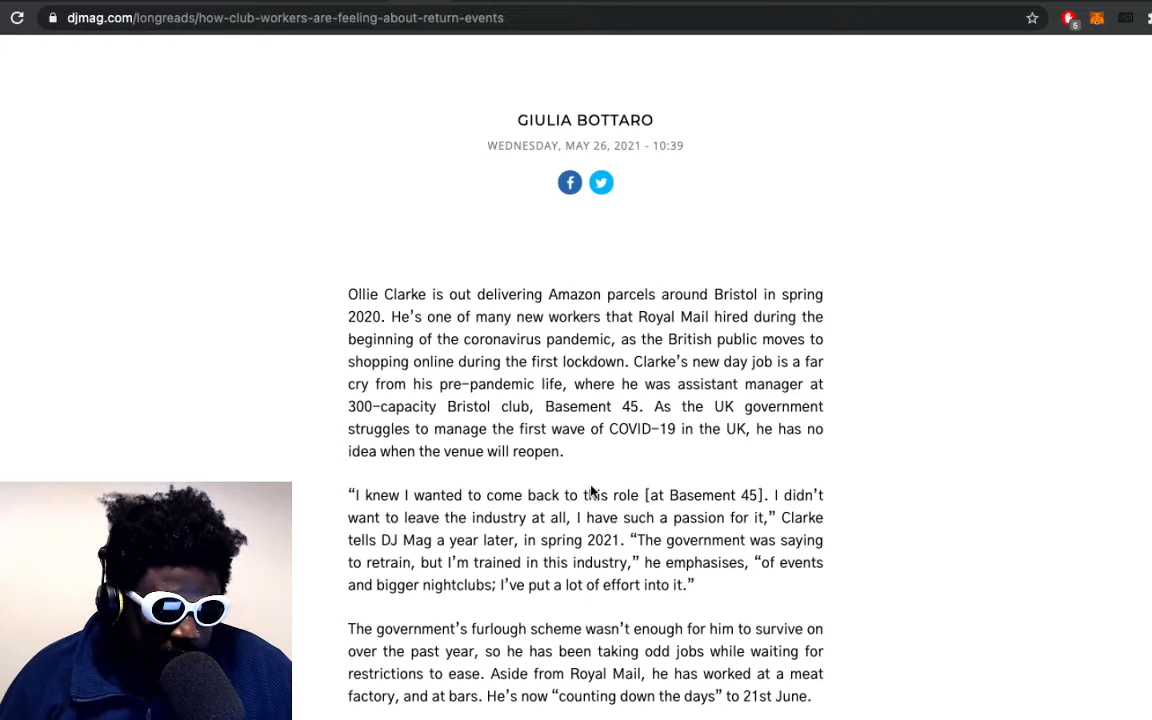 djmag.com/longreads/how-club-workers-are-feeling-about-return-events
5
GIULIA BOTTARO
WEDNESDAY, MAY 26, 2021 - 10:39
Ollie Clarke is out delivering Amazon parcels around Bristol in spring
2020. He's one of many new workers that Royal Mail hired during the
beginning of the coronavirus pandemic, as the British public moves to
shopping online during the first lockdown. Clarke's new day job is a far
cry from his pre-pandemic life, where he was assistant manager at
300-capacity Bristol club, Basement 45. As the UK government
struggles to manage the first wave of COVID-19 in the UK, he has no
idea when the venue will reopen.
“I knew I wanted to come back to this role [at Basement 45]. I didn't
want to leave the industry at all, I have such a passion for it,” Clarke
tells DJ Mag a year later, in spring 2021. “The government was saying
to retrain, but I'm trained in this industry,” he emphasises, “of events
and bigger nightclubs; I've put a lot of effort into it.”
The government's furlough scheme wasn't enough for him to survive on
over the past year, so he has been taking odd jobs while waiting for
restrictions to ease. Aside from Royal Mail, he has worked at a meat
factory, and at bars. He's now “counting down the days” to 21st June.